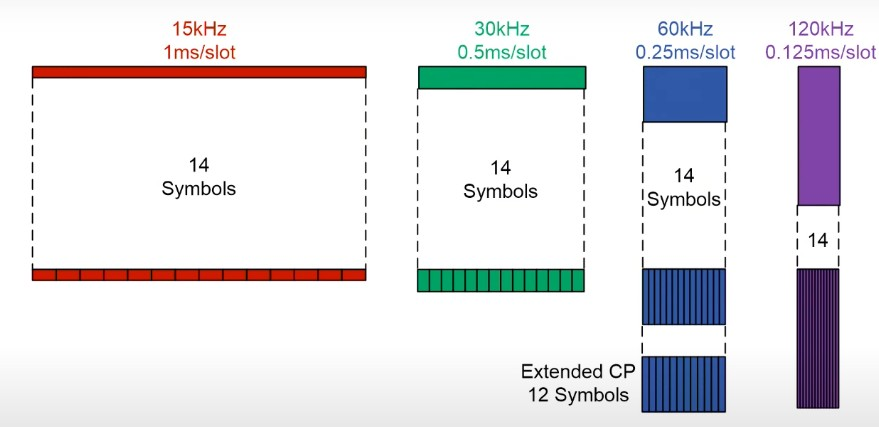 15kHz
1ms/slot
30kHz
0.5ms/slot
60kHz
0.25ms/slot
120kHz
0.125ms/slot
14
Symbols
14
Symbols
14
Symbols
14
Extended CP
12 Symbols